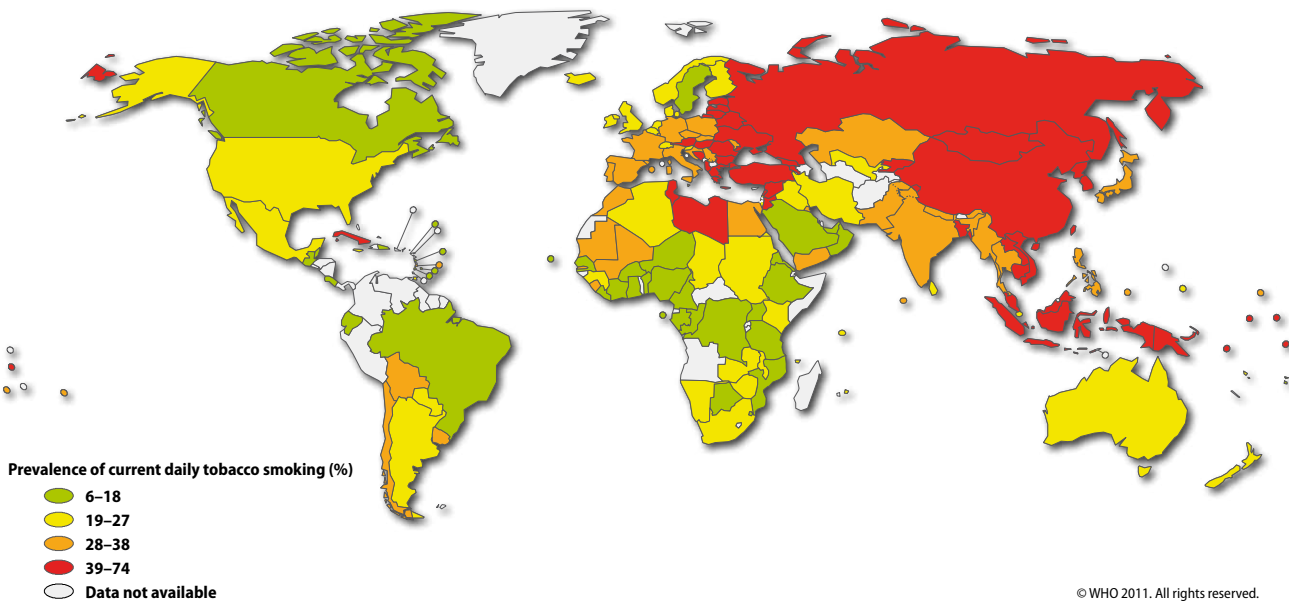 Prevalence of current daily tobacco smoking (%)
6–18
19–27
28–38
39–74
Data not available
© WHO 2011. All rights reserved.